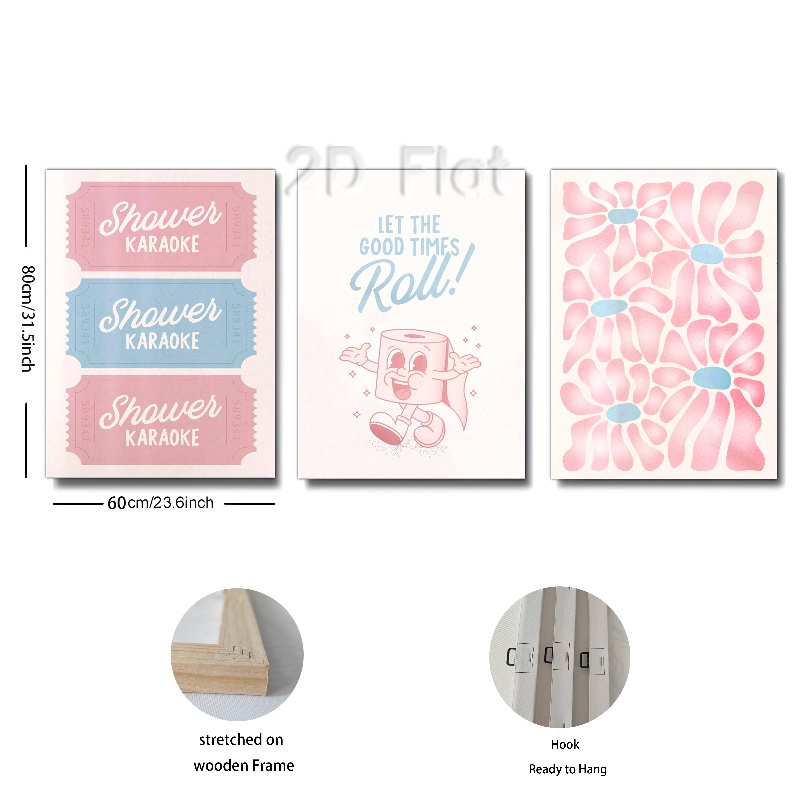 2D Flat
Shower
KARAOKE
Shower
KARAOKE
Shower
KARAOKE
LET THE
GOOD TIMES
Roll!
80cm/31.5inch
60cm/23.6inch
stretched on
wooden Frame
Hook
Ready to Hang